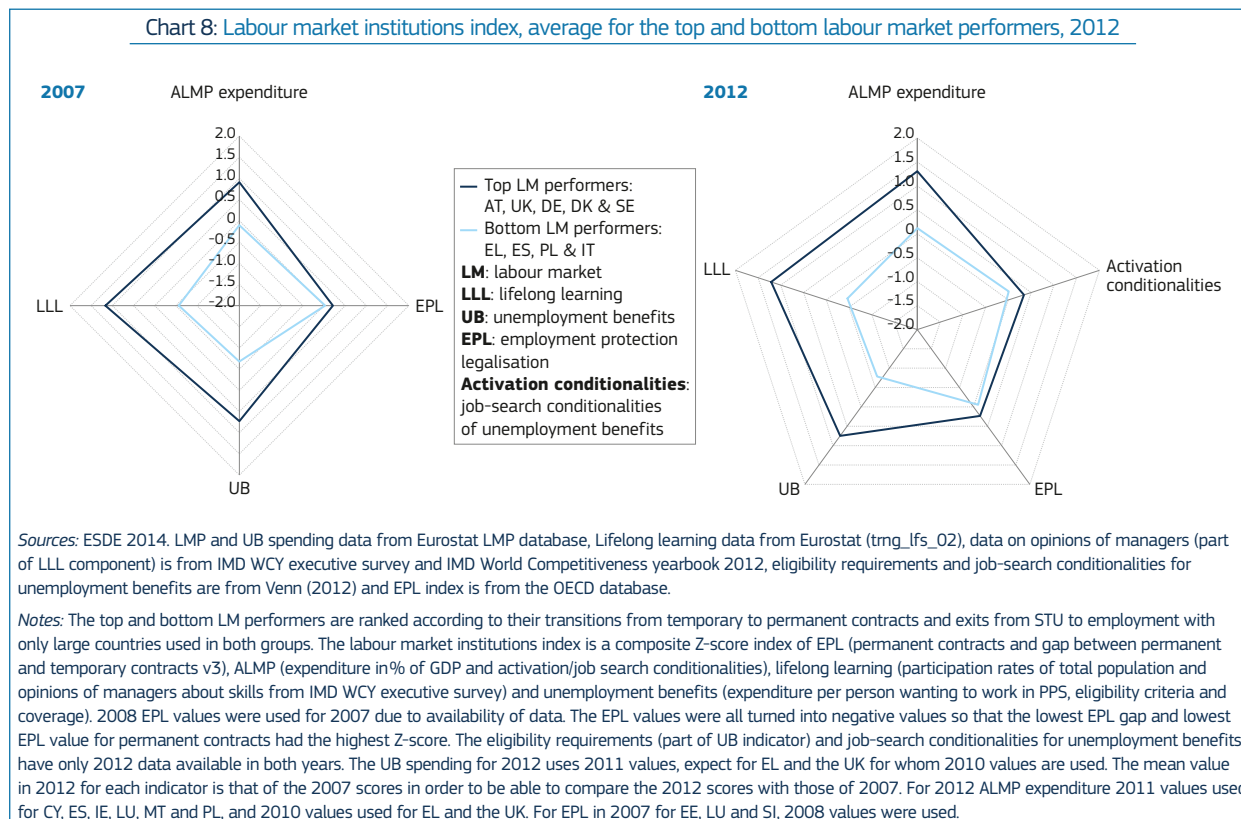 Chart 8: Labour market institutions index, average for the top and bottom labour market performers, 2012
2007
ALMP expenditure
2.0
1.5
1.0
0.5
0
-0.5
-1.0
-1.5
-2.0
LLL
EPL
UB
Top LM performers:
AT, UK, DE, DK & SE
Bottom LM performers:
EL, ES, PL & IT
LM: labour market
LLL: lifelong learning
UB: unemployment benefits
EPL: employment protection
legalisation
Activation conditionalities:
job-search conditionalities
of unemployment benefits
2012
ALMP expenditure
2.0
1.5
1.0
0.5
0
-0.5
-1.0
-1.5
-2.0
LLL
Activation
conditionalities
UB
EPL
Sources: ESDE 2014. LMP and UB spending data from Eurostat LMP database, Lifelong learning data from Eurostat (trng_lfs_02), data on opinions of managers (part
of LLL component) is from IMD WCY executive survey and IMD World Competitiveness yearbook 2012, eligibility requirements and job-search conditionalities for
unemployment benefits are from Venn (2012) and EPL index is from the OECD database.
Notes: The top and bottom LM performers are ranked according to their transitions from temporary to permanent contracts and exits from STU to employment with
only large countries used in both groups. The labour market institutions index is a composite Z-score index of EPL (permanent contracts and gap between permanent
and temporary contracts v3), ALMP (expenditure in % of GDP and activation/job search conditionalities), lifelong learning (participation rates of total population and
opinions of managers about skills from IMD WCY executive survey) and unemployment benefits (expenditure per person wanting to work in PPS, eligibility criteria and
coverage). 2008 EPL values were used for 2007 due to availability of data. The EPL values were all turned into negative values so that the lowest EPL gap and lowest
EPL value for permanent contracts had the highest Z-score. The eligibility requirements (part of UB indicator) and job-search conditionalities for unemployment benefits
have only 2012 data available in both years. The UB spending for 2012 uses 2011 values, expect for EL and the UK for whom 2010 values are used. The mean value
in 2012 for each indicator is that of the 2007 scores in order to be able to compare the 2012 scores with those of 2007. For 2012 ALMP expenditure 2011 values used
for CY, ES, IE, LU, MT and PL, and 2010 values used for EL and the UK. For EPL in 2007 for EE, LU and SI, 2008 values were used.